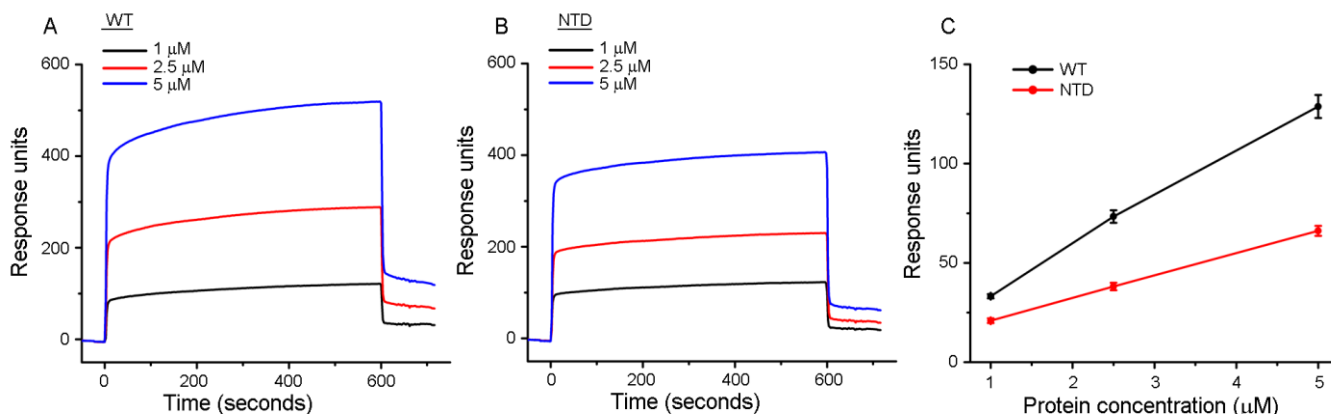 A
WT
1 μM
2.5 μM
5 μM
600
400
200
0
Response units
0
200
400
600
Time (seconds)
B
NTD
1 μM
2.5 μM
5 μM
600
400
200
0
Response units
0
200
400
600
Time (seconds)
C
WT
NTD
150
100
50
0
Response units
1
2
3
4
5
Protein concentration (μM)